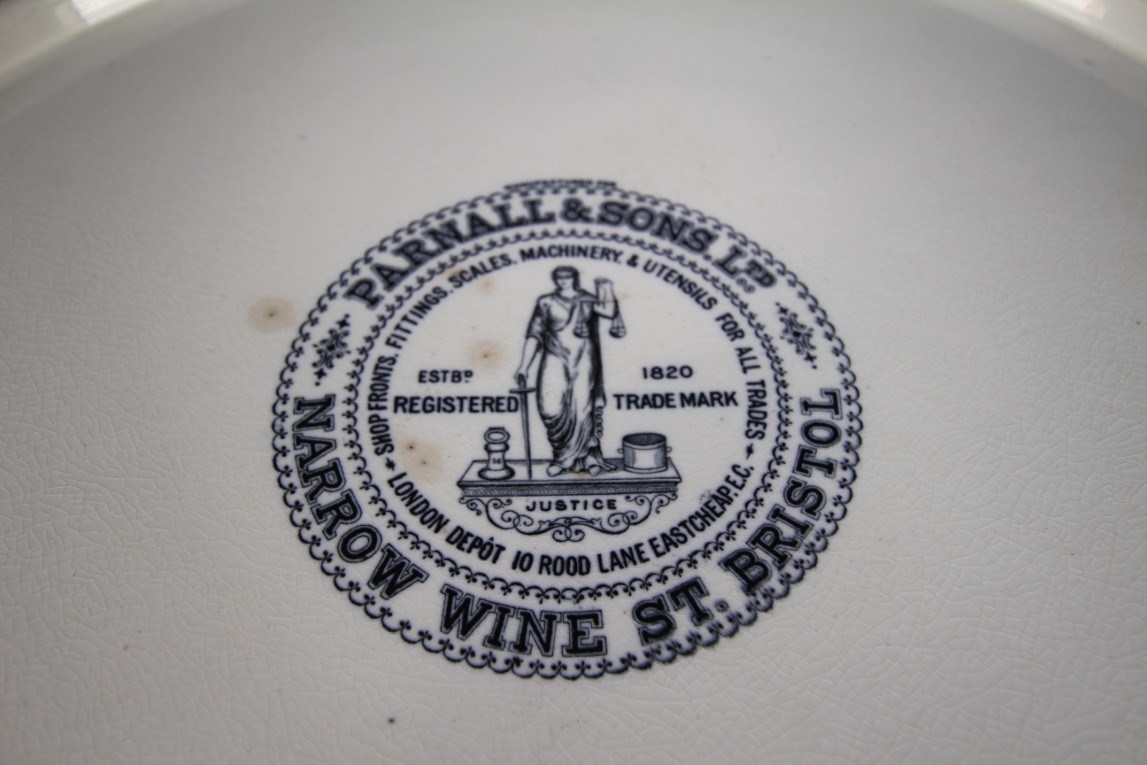 PARNALL & SONS. LTD
SHOP FRONTS. FITTINGS. SCALES. MACHINERY, & UTENSILS FOR ALL TRADES
ESTBD 1820
REGISTERED TRADE MARK
JUSTICE
LONDON DEPÔT 10 ROOD LANE EASTCHEAP. E.C.
NARROW WINE ST. BRISTOL